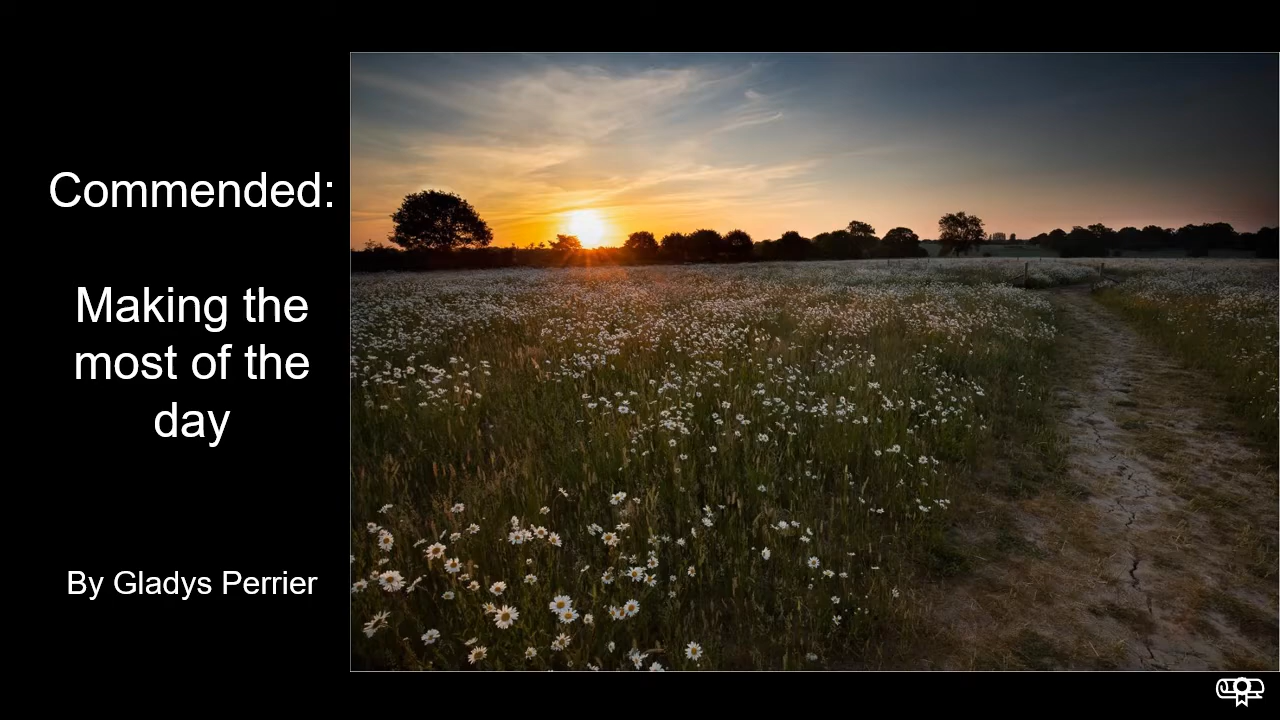 Commended:
Making the
most of the
day
By Gladys Perrier